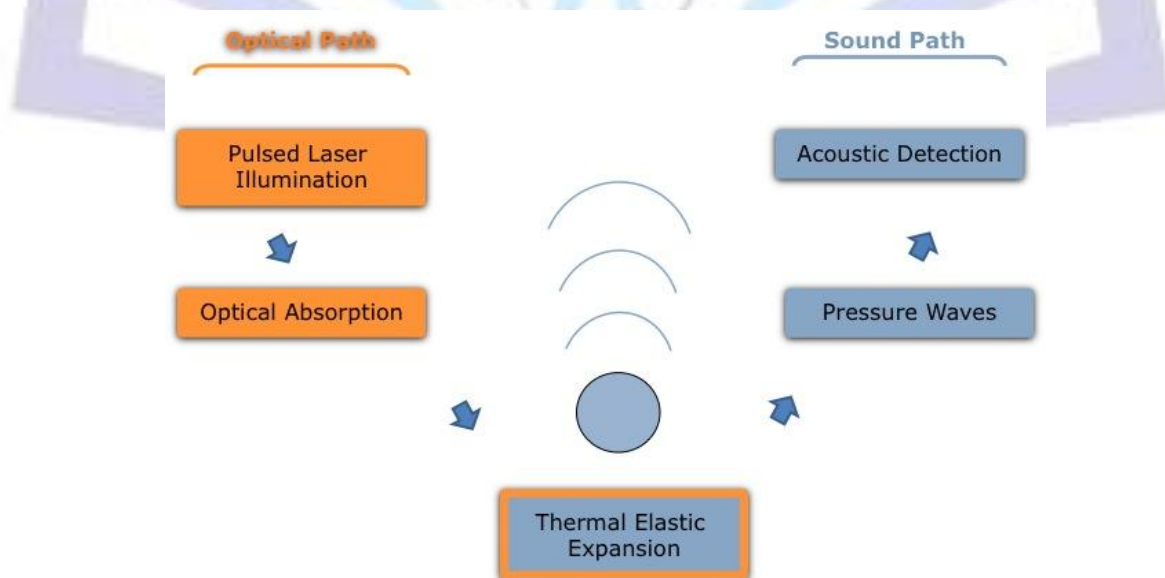 Optical Path
Sound Path
Pulsed Laser
Illumination
Acoustic Detection
Optical Absorption
Pressure Waves
Thermal Elastic
Expansion